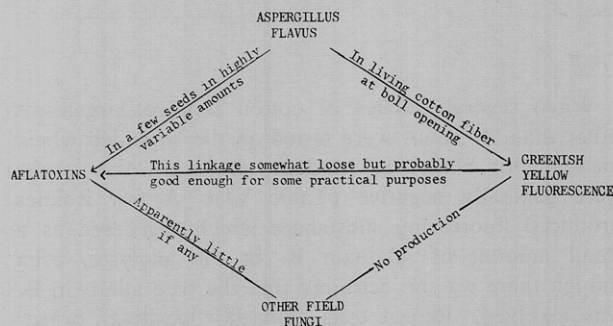 ASPERGILLUS
FLAVUS
In a few seeds in highly
variable amounts
In living cotton fiber
at boll opening
AFLATOXINS
This linkage somewhat loose but probably
good enough for some practical purposes
GREENISH
YELLOW
FLUORESCENCE
Apparently little
if any
No production
OTHER FIELD
FUNGI